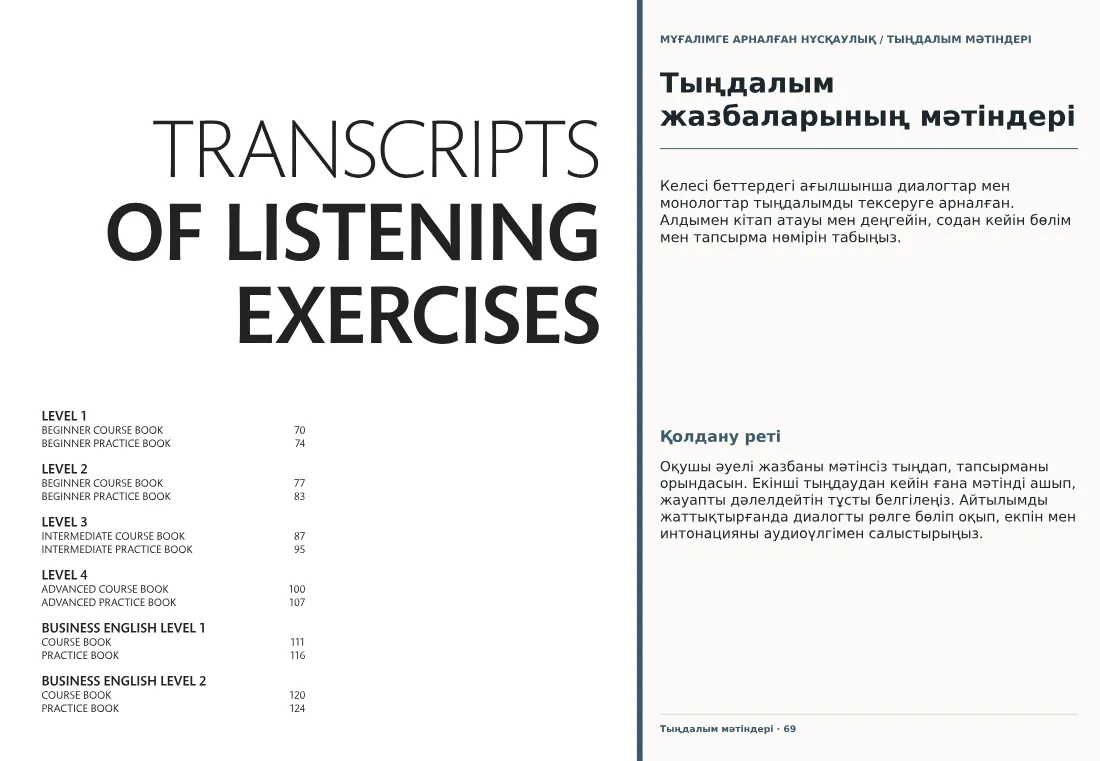 TRANSCRIPTS
OF LISTENING
EXERCISES
LEVEL 1
BEGINNER COURSE BOOK 70
BEGINNER PRACTICE BOOK 74
LEVEL 2
BEGINNER COURSE BOOK 77
BEGINNER PRACTICE BOOK 83
LEVEL 3
INTERMEDIATE COURSE BOOK 87
INTERMEDIATE PRACTICE BOOK 95
LEVEL 4
ADVANCED COURSE BOOK 100
ADVANCED PRACTICE BOOK 107
BUSINESS ENGLISH LEVEL 1
COURSE BOOK 111
PRACTICE BOOK 116
BUSINESS ENGLISH LEVEL 2
COURSE BOOK 120
PRACTICE BOOK 124
МҰҒАЛІМГЕ АРНАЛҒАН НҰСҚАУЛЫҚ / ТЫҢДАЛЫМ МӘТІНДЕРІ
Тыңдалым
жазбаларының мәтіндері
Келесі беттердегі ағылшынша диалогтар мен
монологтар тыңдалымды тексеруге арналған.
Алдымен кітап атауы мен деңгейін, содан кейін бөлім
мен тапсырма нөмірін табыңыз.
Қолдану реті
Оқушы әуелі жазбаны мәтінсіз тыңдап, тапсырманы
орындасын. Екінші тыңдаудан кейін ғана мәтінді ашып,
жауапты дәлелдейтін тұсты белгілеңіз. Айтылымды
жаттықтырғанда диалогты рөлге бөліп оқып, екпін мен
интонацияны аудиоүлгімен салыстырыңыз.
Тыңдалым мәтіндері · 69